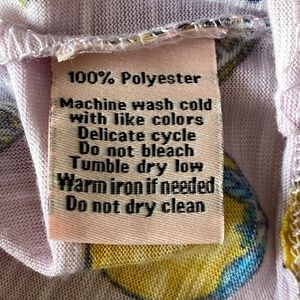 100% Polyester
Machine wash cold
with like colors
Delicate cycle
Do not bleach
Tumble dry low
Warm iron if needed
Do not dry clean